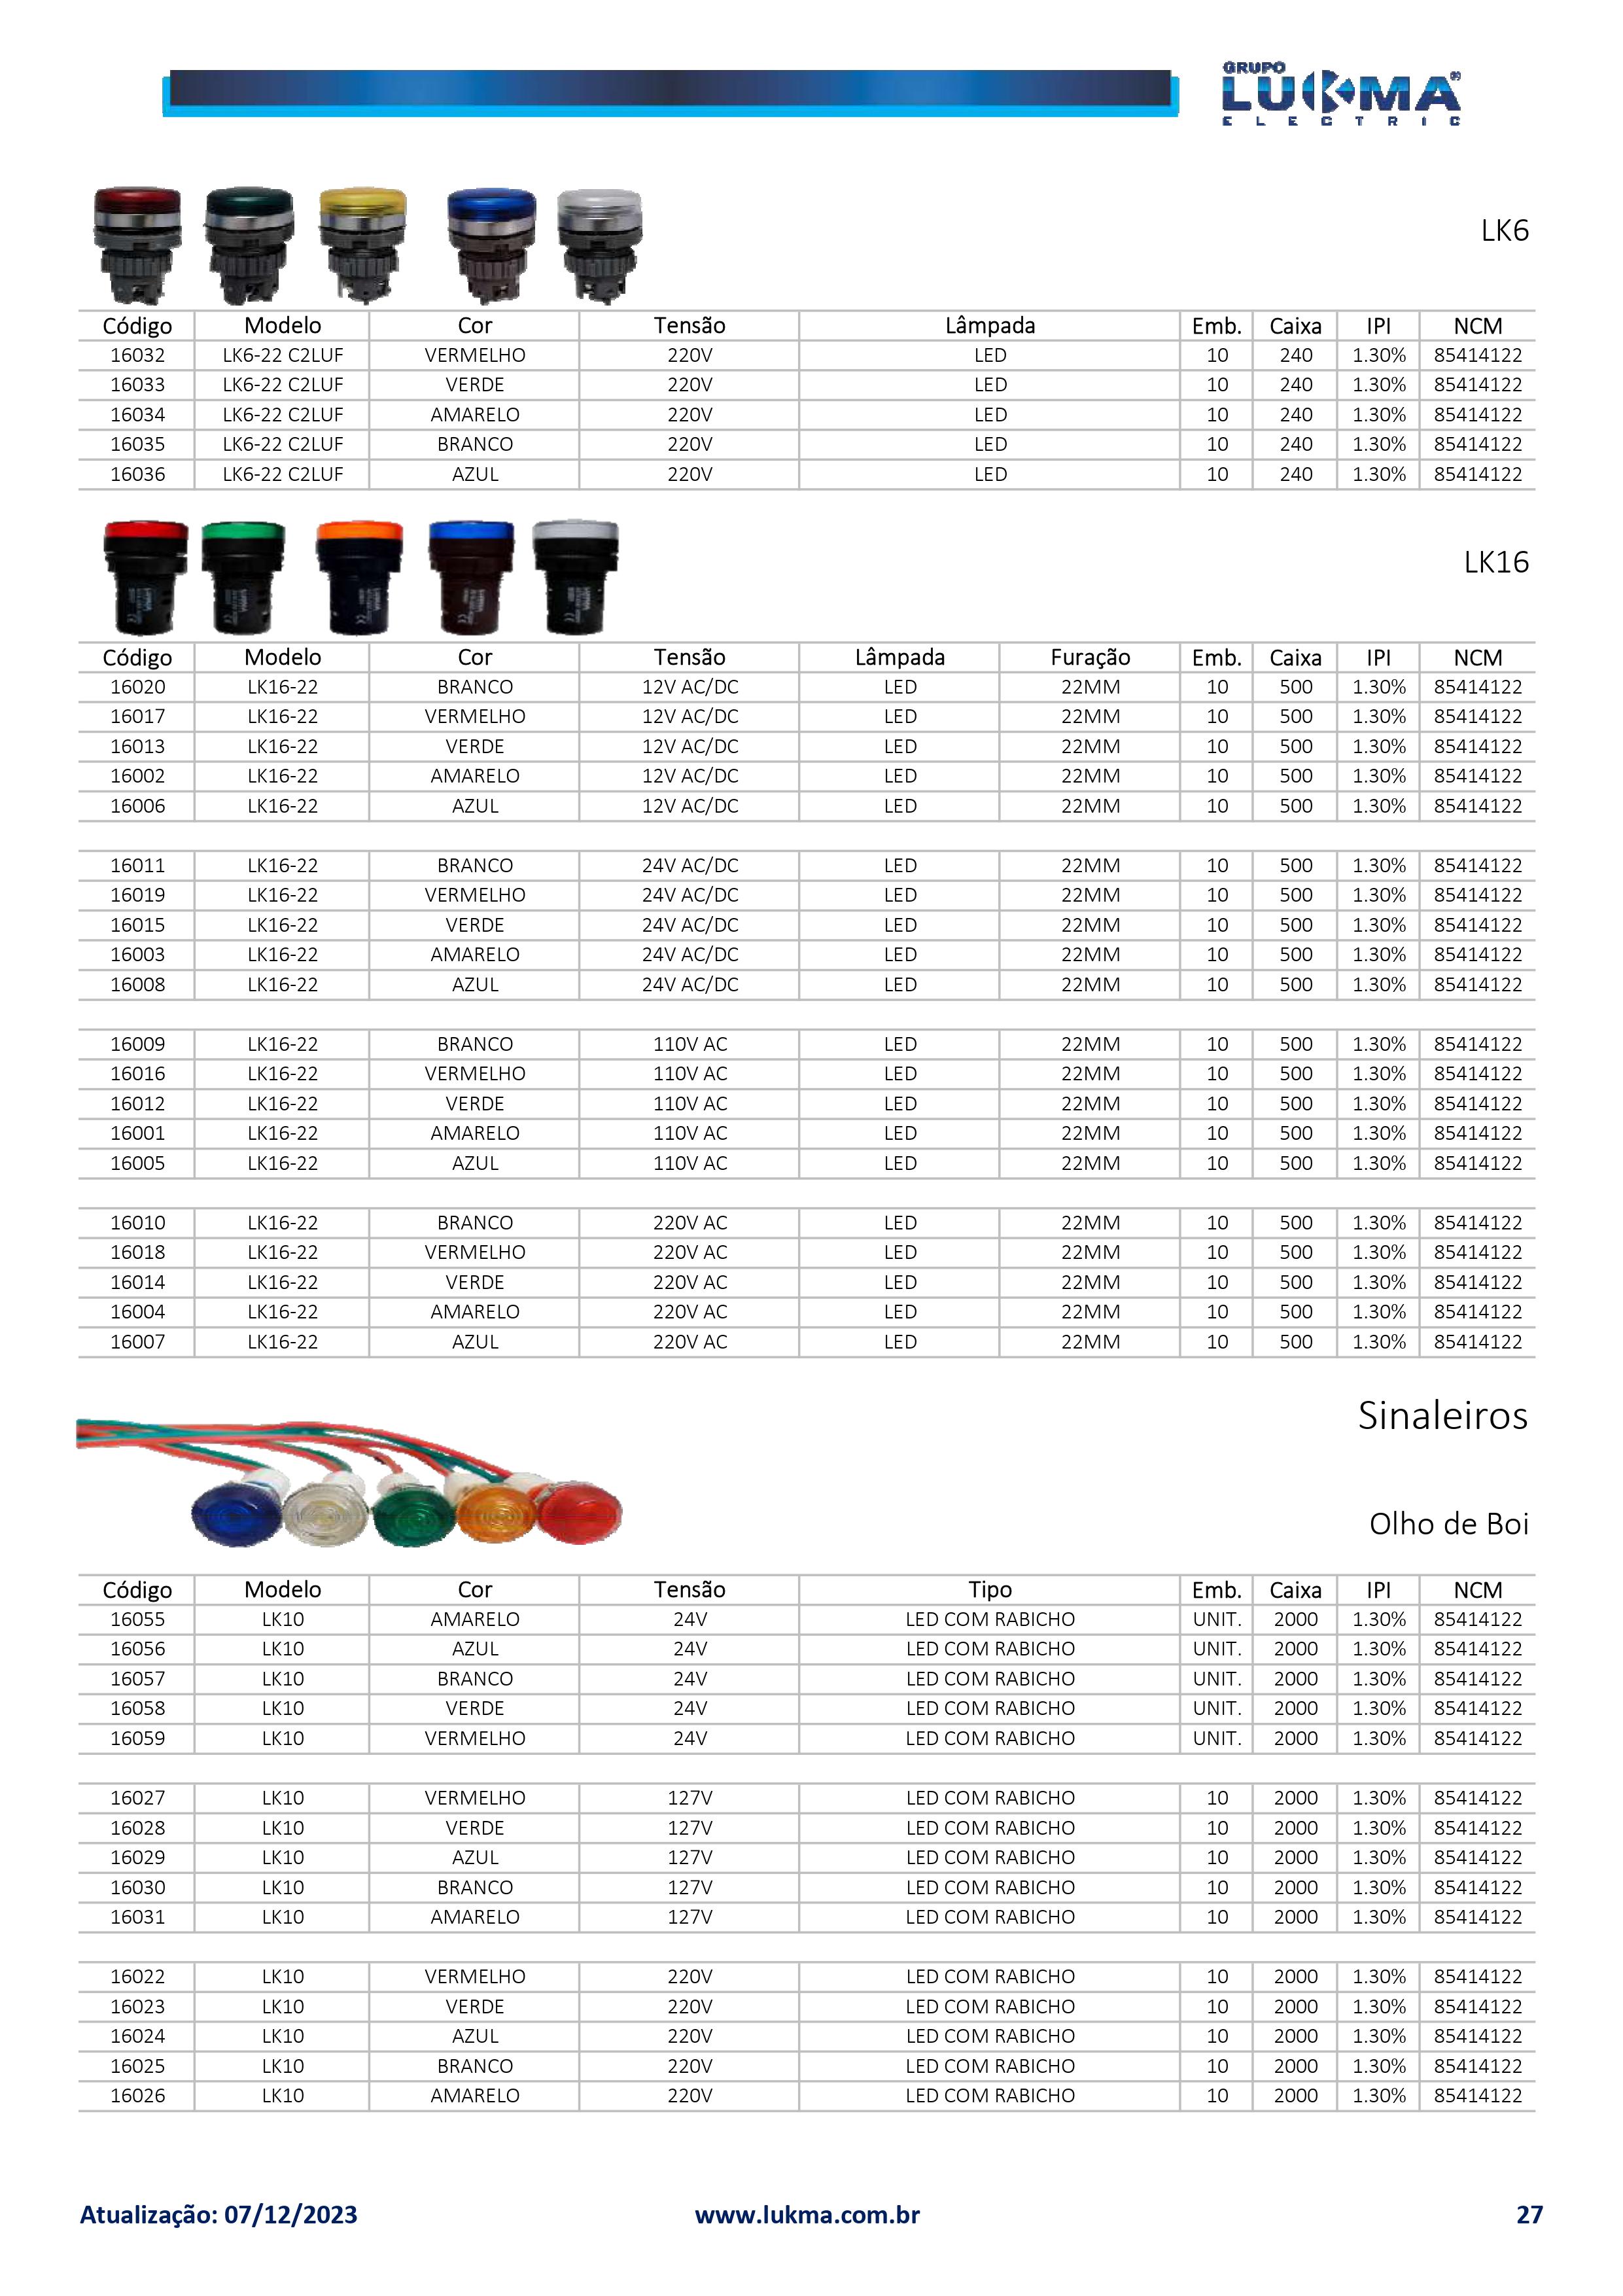 GRUPO
LUKMA®
ELECTRIC
LK6
Código Modelo Cor Tensão Lâmpada Emb. Caixa IPI NCM
16032 LK6-22 C2LUF VERMELHO 220V LED 10 240 1.30% 85414122
16033 LK6-22 C2LUF VERDE 220V LED 10 240 1.30% 85414122
16034 LK6-22 C2LUF AMARELO 220V LED 10 240 1.30% 85414122
16035 LK6-22 C2LUF BRANCO 220V LED 10 240 1.30% 85414122
16036 LK6-22 C2LUF AZUL 220V LED 10 240 1.30% 85414122
LK16
Código Modelo Cor Tensão Lâmpada Furação Emb. Caixa IPI NCM
16020 LK16-22 BRANCO 12V AC/DC LED 22MM 10 500 1.30% 85414122
16017 LK16-22 VERMELHO 12V AC/DC LED 22MM 10 500 1.30% 85414122
16013 LK16-22 VERDE 12V AC/DC LED 22MM 10 500 1.30% 85414122
16002 LK16-22 AMARELO 12V AC/DC LED 22MM 10 500 1.30% 85414122
16006 LK16-22 AZUL 12V AC/DC LED 22MM 10 500 1.30% 85414122
16011 LK16-22 BRANCO 24V AC/DC LED 22MM 10 500 1.30% 85414122
16019 LK16-22 VERMELHO 24V AC/DC LED 22MM 10 500 1.30% 85414122
16015 LK16-22 VERDE 24V AC/DC LED 22MM 10 500 1.30% 85414122
16003 LK16-22 AMARELO 24V AC/DC LED 22MM 10 500 1.30% 85414122
16008 LK16-22 AZUL 24V AC/DC LED 22MM 10 500 1.30% 85414122
16009 LK16-22 BRANCO 110V AC LED 22MM 10 500 1.30% 85414122
16016 LK16-22 VERMELHO 110V AC LED 22MM 10 500 1.30% 85414122
16012 LK16-22 VERDE 110V AC LED 22MM 10 500 1.30% 85414122
16001 LK16-22 AMARELO 110V AC LED 22MM 10 500 1.30% 85414122
16005 LK16-22 AZUL 110V AC LED 22MM 10 500 1.30% 85414122
16010 LK16-22 BRANCO 220V AC LED 22MM 10 500 1.30% 85414122
16018 LK16-22 VERMELHO 220V AC LED 22MM 10 500 1.30% 85414122
16014 LK16-22 VERDE 220V AC LED 22MM 10 500 1.30% 85414122
16004 LK16-22 AMARELO 220V AC LED 22MM 10 500 1.30% 85414122
16007 LK16-22 AZUL 220V AC LED 22MM 10 500 1.30% 85414122
Sinaleiros
Olho de Boi
Código Modelo Cor Tensão Tipo Emb. Caixa IPI NCM
16055 LK10 AMARELO 24V LED COM RABICHO UNIT. 2000 1.30% 85414122
16056 LK10 AZUL 24V LED COM RABICHO UNIT. 2000 1.30% 85414122
16057 LK10 BRANCO 24V LED COM RABICHO UNIT. 2000 1.30% 85414122
16058 LK10 VERDE 24V LED COM RABICHO UNIT. 2000 1.30% 85414122
16059 LK10 VERMELHO 24V LED COM RABICHO UNIT. 2000 1.30% 85414122
16027 LK10 VERMELHO 127V LED COM RABICHO 10 2000 1.30% 85414122
16028 LK10 VERDE 127V LED COM RABICHO 10 2000 1.30% 85414122
16029 LK10 AZUL 127V LED COM RABICHO 10 2000 1.30% 85414122
16030 LK10 BRANCO 127V LED COM RABICHO 10 2000 1.30% 85414122
16031 LK10 AMARELO 127V LED COM RABICHO 10 2000 1.30% 85414122
16022 LK10 VERMELHO 220V LED COM RABICHO 10 2000 1.30% 85414122
16023 LK10 VERDE 220V LED COM RABICHO 10 2000 1.30% 85414122
16024 LK10 AZUL 220V LED COM RABICHO 10 2000 1.30% 85414122
16025 LK10 BRANCO 220V LED COM RABICHO 10 2000 1.30% 85414122
16026 LK10 AMARELO 220V LED COM RABICHO 10 2000 1.30% 85414122
Atualização: 07/12/2023 www.lukma.com.br 27